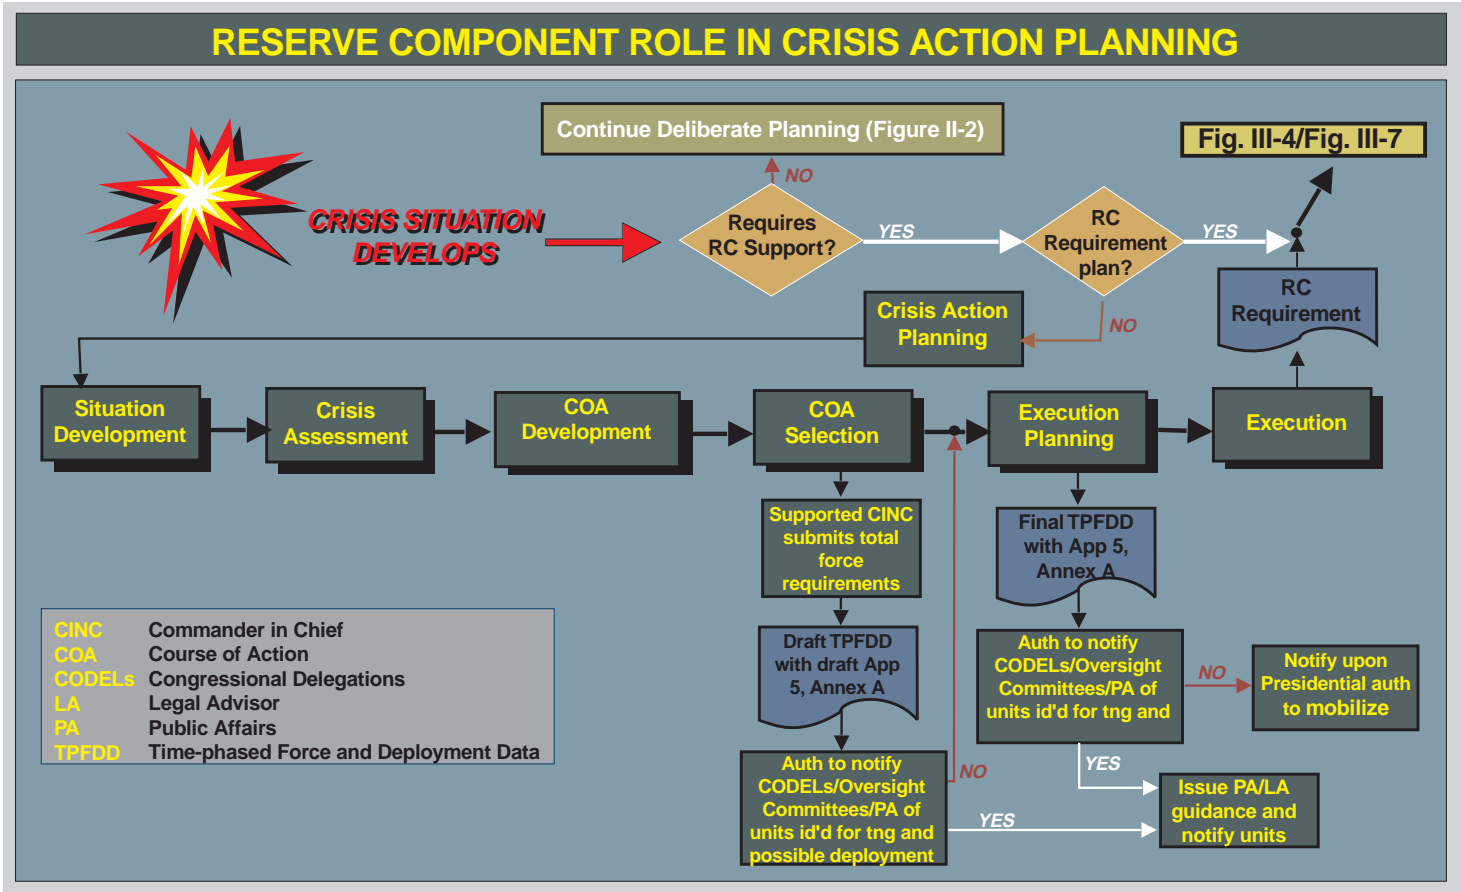 RESERVE COMPONENT ROLE IN CRISIS ACTION PLANNING
Continue Deliberate Planning (Figure II-2)
Fig. III-4/Fig. III-7
NO
CRISIS SITUATION
DEVELOPS
Requires
RC Support?
YES
RC
Requirement
plan?
YES
RC
Requirement
Crisis Action
Planning
NO
Situation
Development
Crisis
Assessment
COA
Development
COA
Selection
Execution
Planning
Execution
Supported CINC
submits total
force
requirements
Final TPFDD
with App 5,
Annex A
Draft TPFDD
with draft App
5, Annex A
Auth to notify
CODELs/Oversight
Committees/PA of
units id'd for tng and
NO
Notify upon
Presidential auth
to mobilize
YES
Auth to notify
CODELs/Oversight
Committees/PA of
units id'd for tng and
possible deployment
NO
YES
Issue PA/LA
guidance and
notify units
CINC Commander in Chief
COA Course of Action
CODELs Congressional Delegations
LA Legal Advisor
PA Public Affairs
TPFDD Time-phased Force and Deployment Data